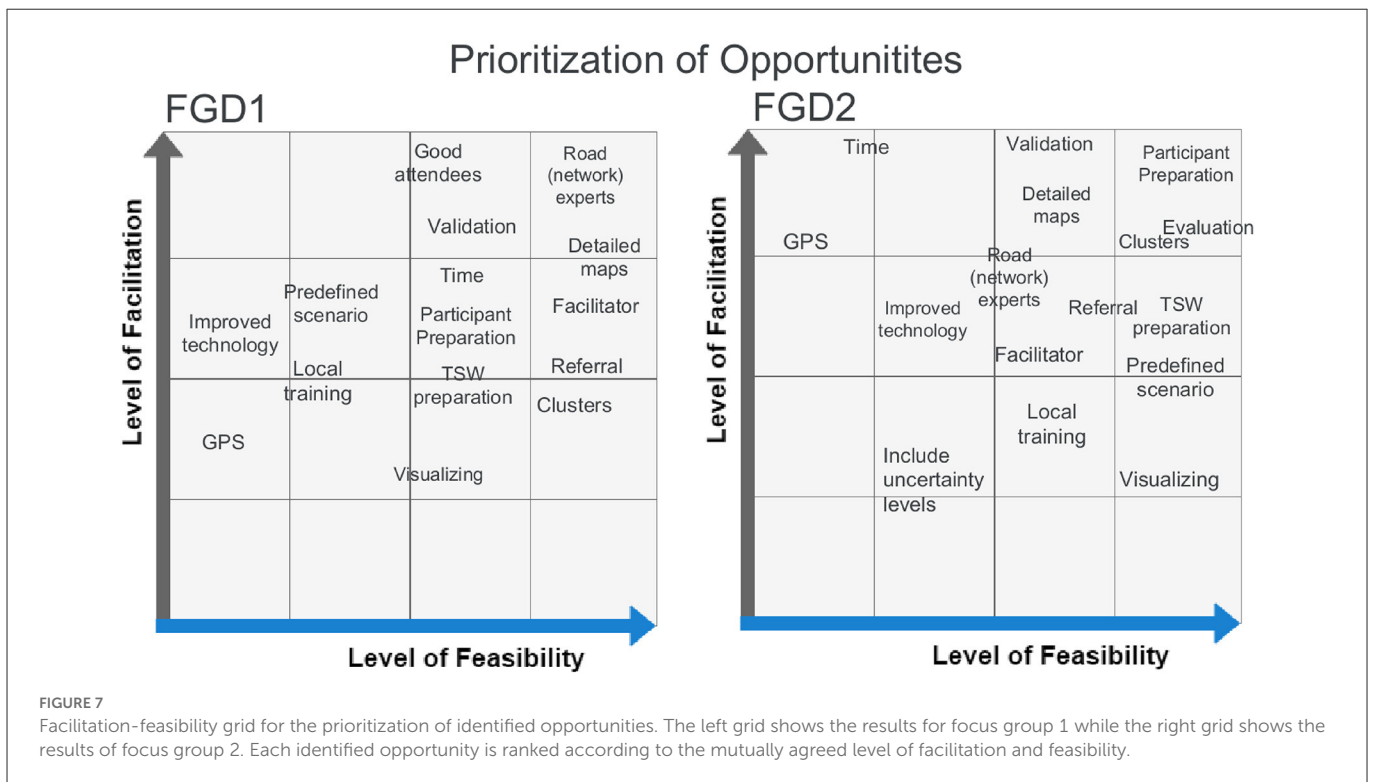 Prioritization of Opportunitites
FGD1
Level of Facilitation
Good
attendees
Road
(network)
experts
Validation
Detailed
maps
Time
Predefined
scenario
Facilitator
Participant
Preparation
Improved
technology
Local
training
TSW
preparation
Referral
Clusters
GPS
Visualizing
Level of Feasibility
FGD2
Level of Facilitation
Time
Validation
Participant
Preparation
Detailed
maps
Evaluation
GPS
Clusters
Road
(network)
experts
Improved
technology
Referral
TSW
preparation
Facilitator
Predefined
scenario
Local
training
Include
uncertainty
levels
Visualizing
Level of Feasibility
FIGURE 7
Facilitation-feasibility grid for the prioritization of identified opportunities. The left grid shows the results for focus group 1 while the right grid shows the
results of focus group 2. Each identified opportunity is ranked according to the mutually agreed level of facilitation and feasibility.